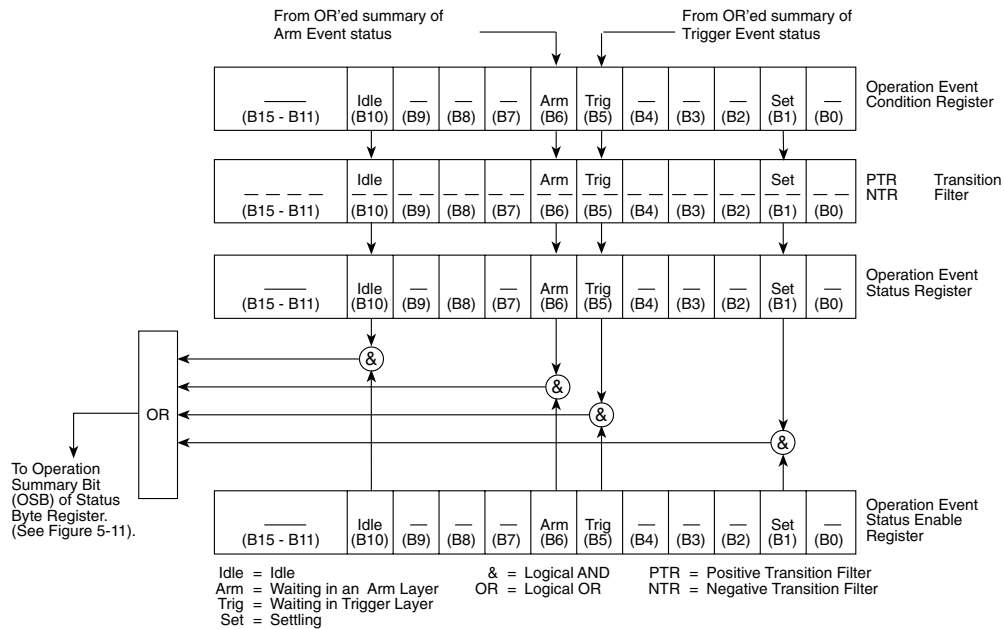 From OR'ed summary of
Arm Event status
From OR'ed summary of
Trigger Event status
Idle Arm Trig Set
(B15 - B11) (B10) (B9) (B8) (B7) (B6) (B5) (B4) (B3) (B2) (B1) (B0)
Operation Event
Condition Register
Idle Arm Trig Set
(B15 - B11) (B10) (B9) (B8) (B7) (B6) (B5) (B4) (B3) (B2) (B1) (B0)
PTR Transition
NTR Filter
Idle Arm Trig Set
(B15 - B11) (B10) (B9) (B8) (B7) (B6) (B5) (B4) (B3) (B2) (B1) (B0)
Operation Event
Status Register
&
&
&
&
OR
To Operation
Summary Bit
(OSB) of Status
Byte Register.
(See Figure 5-11).
Idle Arm Trig Set
(B15 - B11) (B10) (B9) (B8) (B7) (B6) (B5) (B4) (B3) (B2) (B1) (B0)
Operation Event
Status Enable
Register
Idle = Idle
Arm = Waiting in an Arm Layer
Trig = Waiting in Trigger Layer
Set = Settling
& = Logical AND
OR = Logical OR
PTR = Positive Transition Filter
NTR = Negative Transition Filter